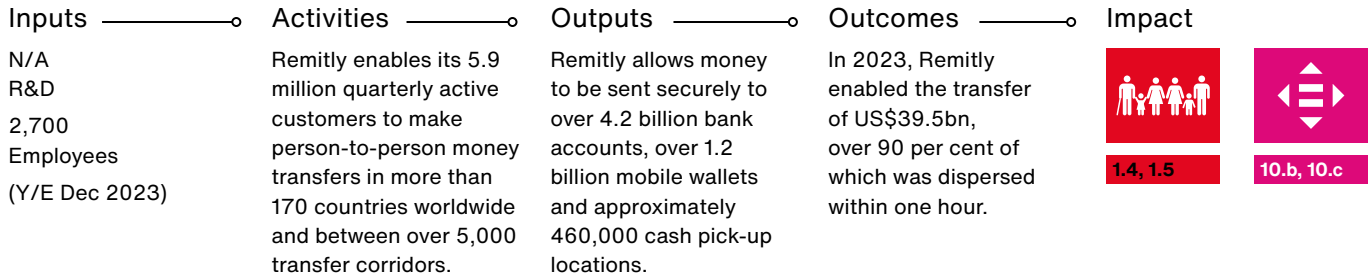 Inputs
N/A
R&D
2,700
Employees
(Y/E Dec 2023)
Activities
Remitly enables its 5.9
million quarterly active
customers to make
person-to-person money
transfers in more than
170 countries worldwide
and between over 5,000
transfer corridors.
Outputs
Remitly allows money
to be sent securely to
over 4.2 billion bank
accounts, over 1.2
billion mobile wallets
and approximately
460,000 cash pick-up
locations.
Outcomes
In 2023, Remitly
enabled the transfer
of US$39.5bn,
over 90 per cent of
which was dispersed
within one hour.
Impact
1.4, 1.5
10.b, 10.c